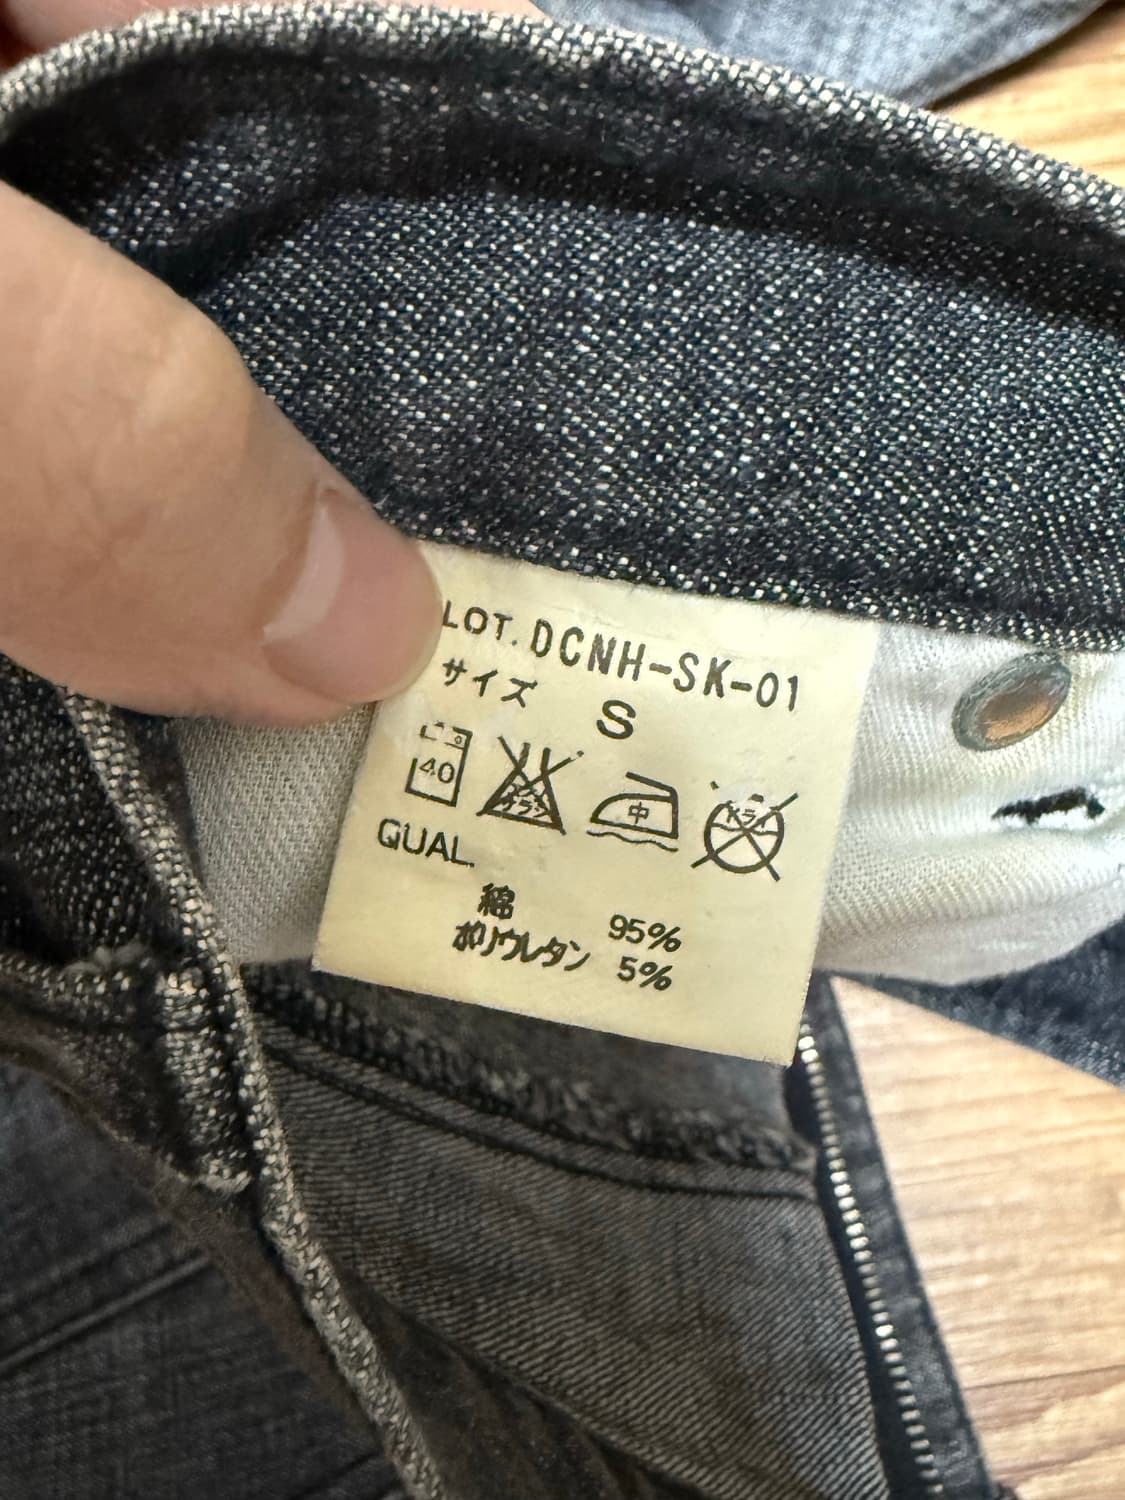 LOT. DCNH-SK-01
サイズ S
40 中
QUAL.
綿 95%
ポリウレタン 5%